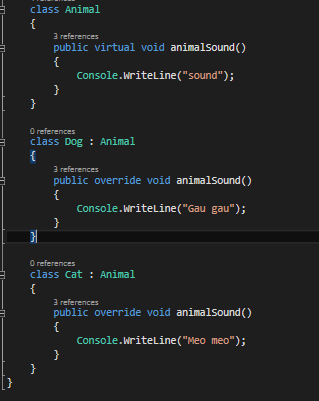 class Animal
{
3 references
public virtual void animalSound()
{
Console.WriteLine("sound");
}
}
0 references
class Dog : Animal
{
3 references
public override void animalSound()
{
Console.WriteLine("Gau gau");
}
}
0 references
class Cat : Animal
{
3 references
public override void animalSound()
{
Console.WriteLine("Meo meo");
}
}
}